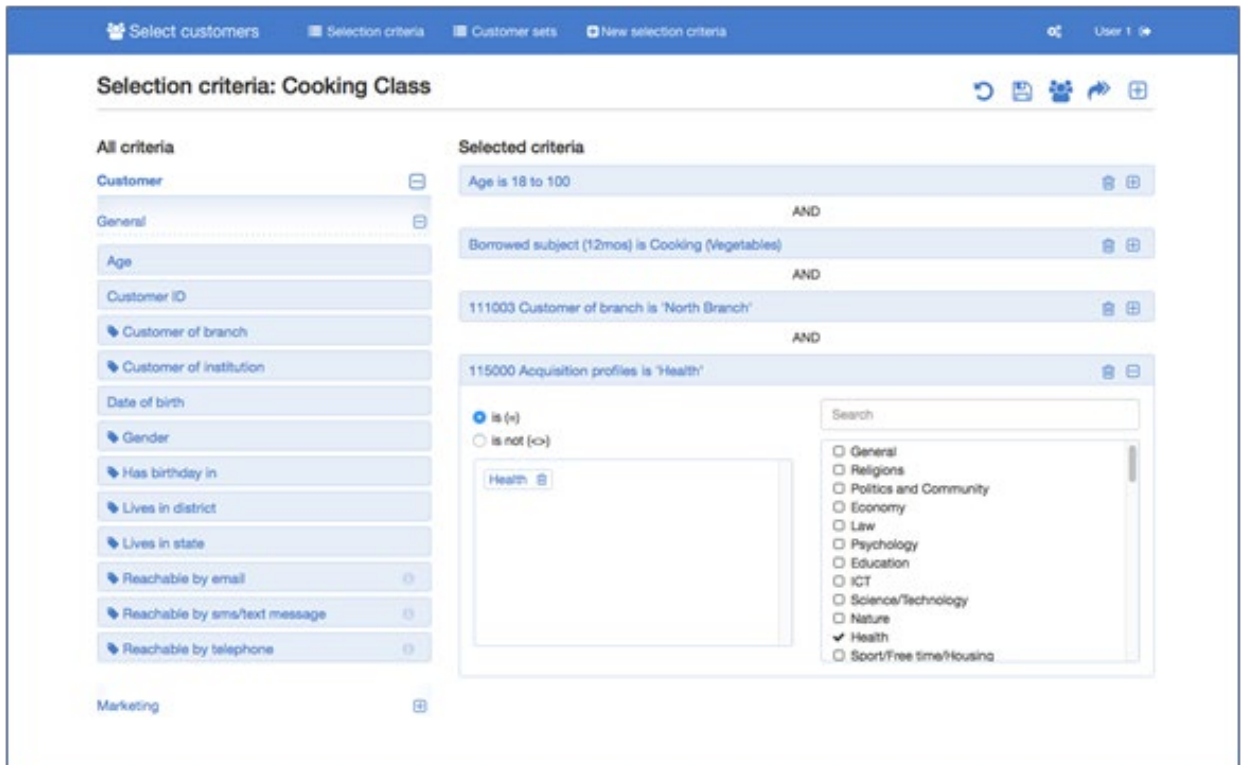 Select customers Selection criteria Customer sets New selection criteria User 1
Selection criteria: Cooking Class
All criteria
Customer
General
Age
Customer ID
Customer of branch
Customer of institution
Date of birth
Gender
Has birthday in
Lives in district
Lives in state
Reachable by email
Reachable by sms/text message
Reachable by telephone
Marketing
Selected criteria
Age is 18 to 100
AND
Borrowed subject (12mos) is Cooking (Vegetables)
AND
111003 Customer of branch is 'North Branch'
AND
115000 Acquisition profiles is 'Health'
is (=)
is not (<>)
Health
Search
General
Religions
Politics and Community
Economy
Law
Psychology
Education
ICT
Science/Technology
Nature
Health
Sport/Free time/Housing